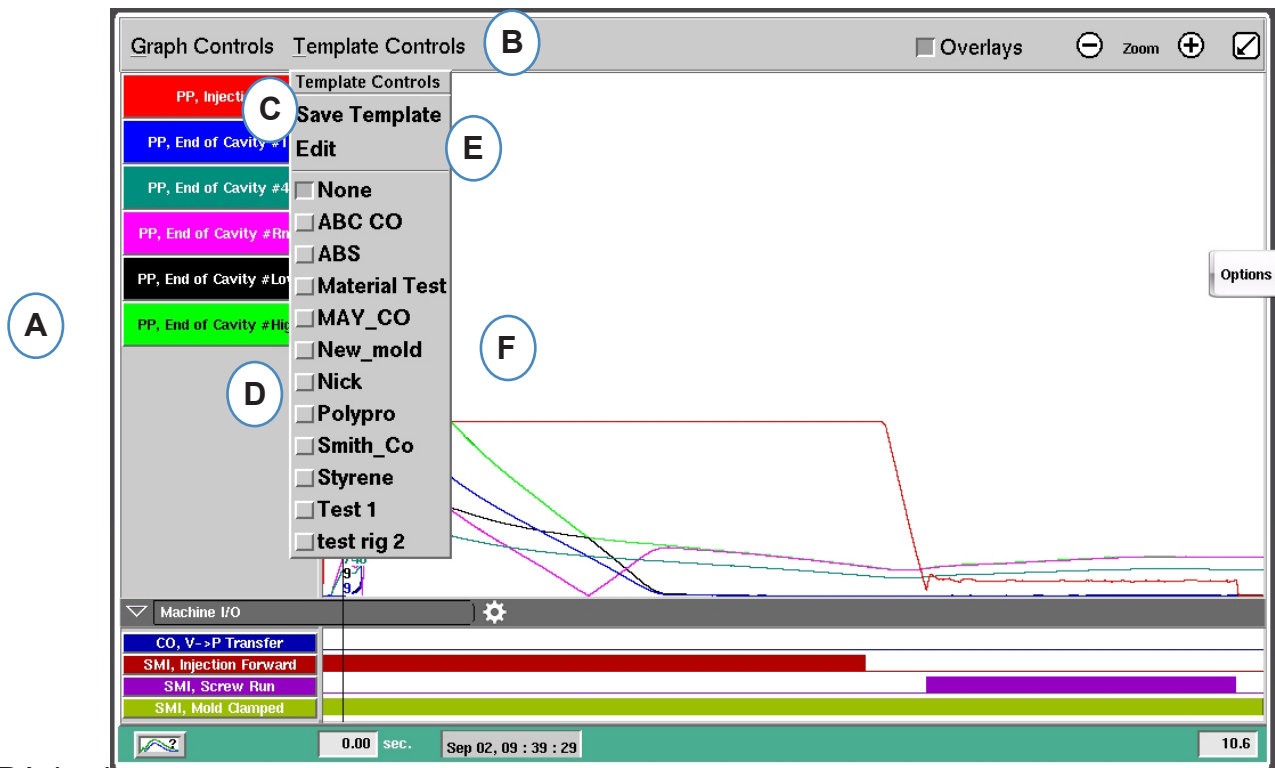 Graph Controls Template Controls B Overlays Zoom
Template Controls
PP, Injecti
C
Save Template
PP, End of Cavity #1
Edit
E
PP, End of Cavity #4
None
ABC CO
PP, End of Cavity #Rn
ABS
PP, End of Cavity #Lo
Options
Material Test
A
PP, End of Cavity #Hig
MAY_CO
F
New_mold
D
Nick
Polypro
Smith_Co
Styrene
Test 1
test rig 2
Machine I/O
CO, V->P Transfer
SMI, Injection Forward
SMI, Screw Run
SMI, Mold Clamped
0.00 sec. Sep 02, 09 : 39 : 29 10.6